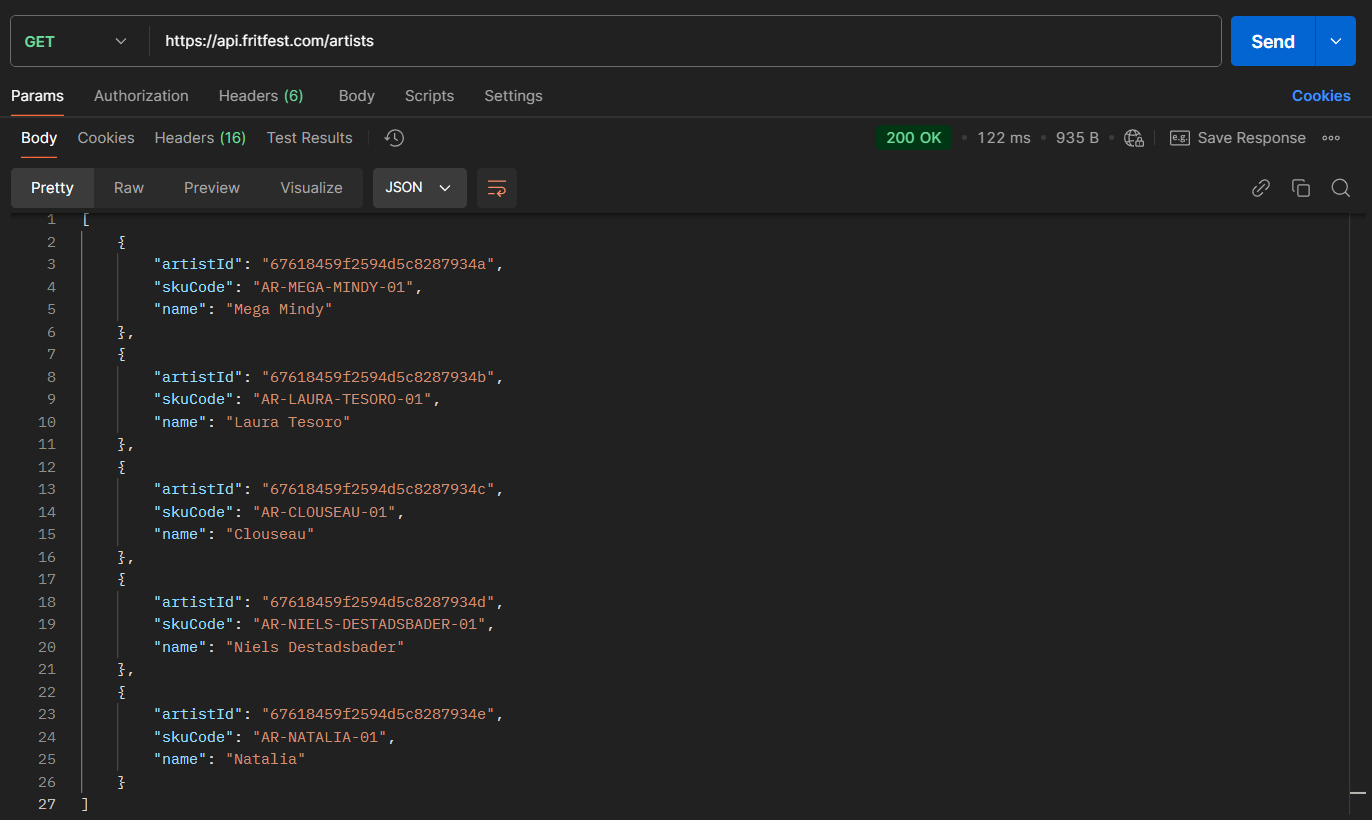 GET https://api.fritfest.com/artists Send
Params Authorization Headers (6) Body Scripts Settings Cookies
Body Cookies Headers (16) Test Results 200 OK • 122 ms • 935 B • e.g. Save Response
Pretty Raw Preview Visualize JSON
1 [
2 {
3 "artistId": "67618459f2594d5c8287934a",
4 "skuCode": "AR-MEGA-MINDY-01",
5 "name": "Mega Mindy"
6 },
7 {
8 "artistId": "67618459f2594d5c8287934b",
9 "skuCode": "AR-LAURA-TESORO-01",
10 "name": "Laura Tesoro"
11 },
12 {
13 "artistId": "67618459f2594d5c8287934c",
14 "skuCode": "AR-CLOUSEAU-01",
15 "name": "Clouseau"
16 },
17 {
18 "artistId": "67618459f2594d5c8287934d",
19 "skuCode": "AR-NIELS-DESTADSBADER-01",
20 "name": "Niels Destadsbader"
21 },
22 {
23 "artistId": "67618459f2594d5c8287934e",
24 "skuCode": "AR-NATALIA-01",
25 "name": "Natalia"
26 }
27 ]